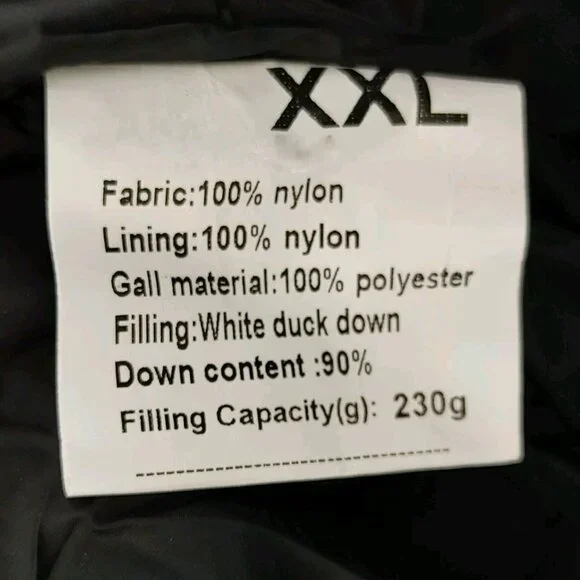 XXL
Fabric:100% nylon
Lining:100% nylon
Gall material:100% polyester
Filling:White duck down
Down content :90%
Filling Capacity(g): 230g